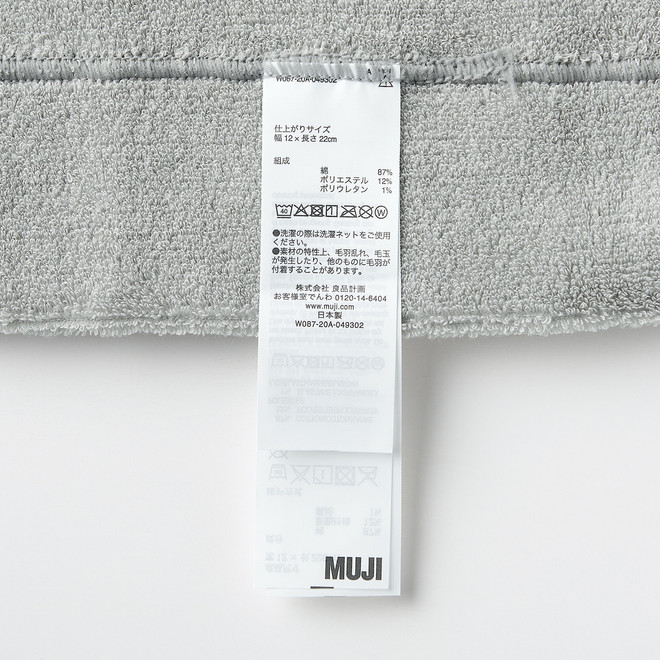 W087-20A-049302
仕上がりサイズ
幅 12 × 長さ 22cm
組成
綿 87%
ポリエステル 12%
ポリウレタン 1%
40 W
●洗濯の際は洗濯ネットをご使用
ください。
●素材の特性上、毛羽乱れ、毛玉
が発生したり、他のものに毛羽が
付着することがあります。
株式会社 良品計画
お客様室でんわ 0120-14-6404
www.muji.com
日本製
W087-20A-049302
MUJI